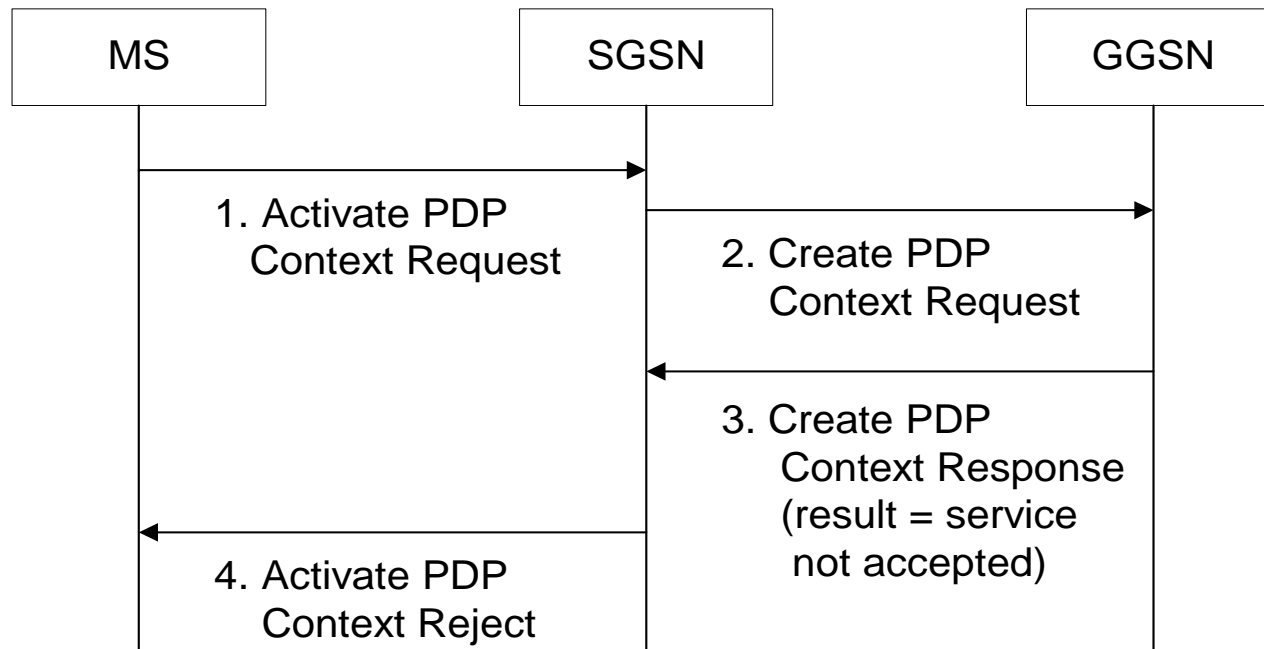 MS
SGSN
GGSN
1. Activate PDP
Context Request
2. Create PDP
Context Request
3. Create PDP
Context Response
(result = service
not accepted)
4. Activate PDP
Context Reject